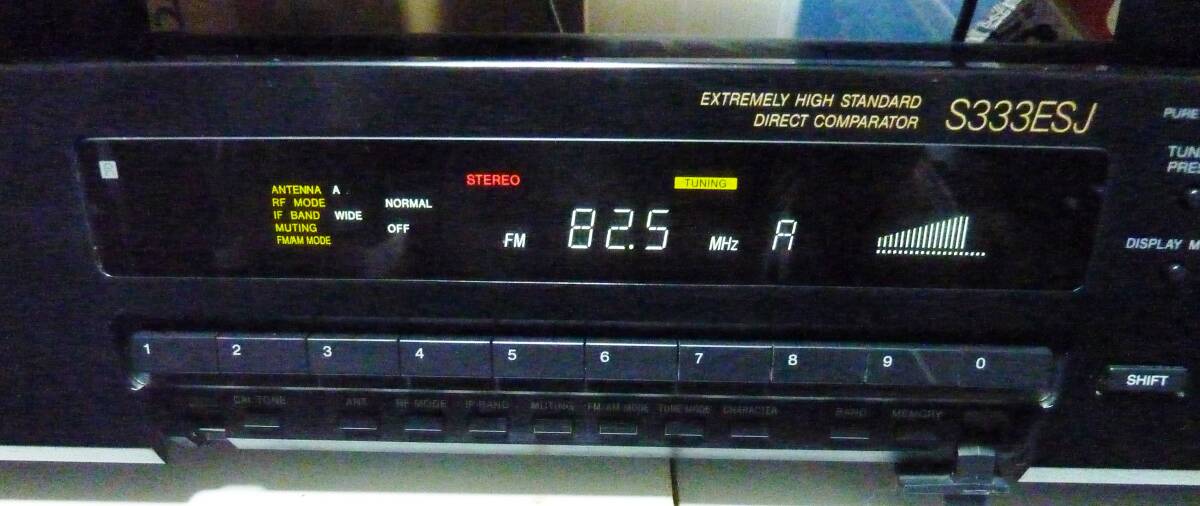 EXTREMELY HIGH STANDARD
DIRECT COMPARATOR
S333ESJ
PURE
TUN
PRES
STEREO
TUNING
ANTENNA A
RF MODE NORMAL
IF BAND WIDE
MUTING OFF
FM/AM MODE
FM 82.5 MHz A
DISPLAY M
1 2 3 4 5 6 7 8 9 0
SHIFT
CAL TONE ANT RF MODE IF BAND MUTING FM/AM MODE TUNE MODE CHARACTER BAND MEMORY